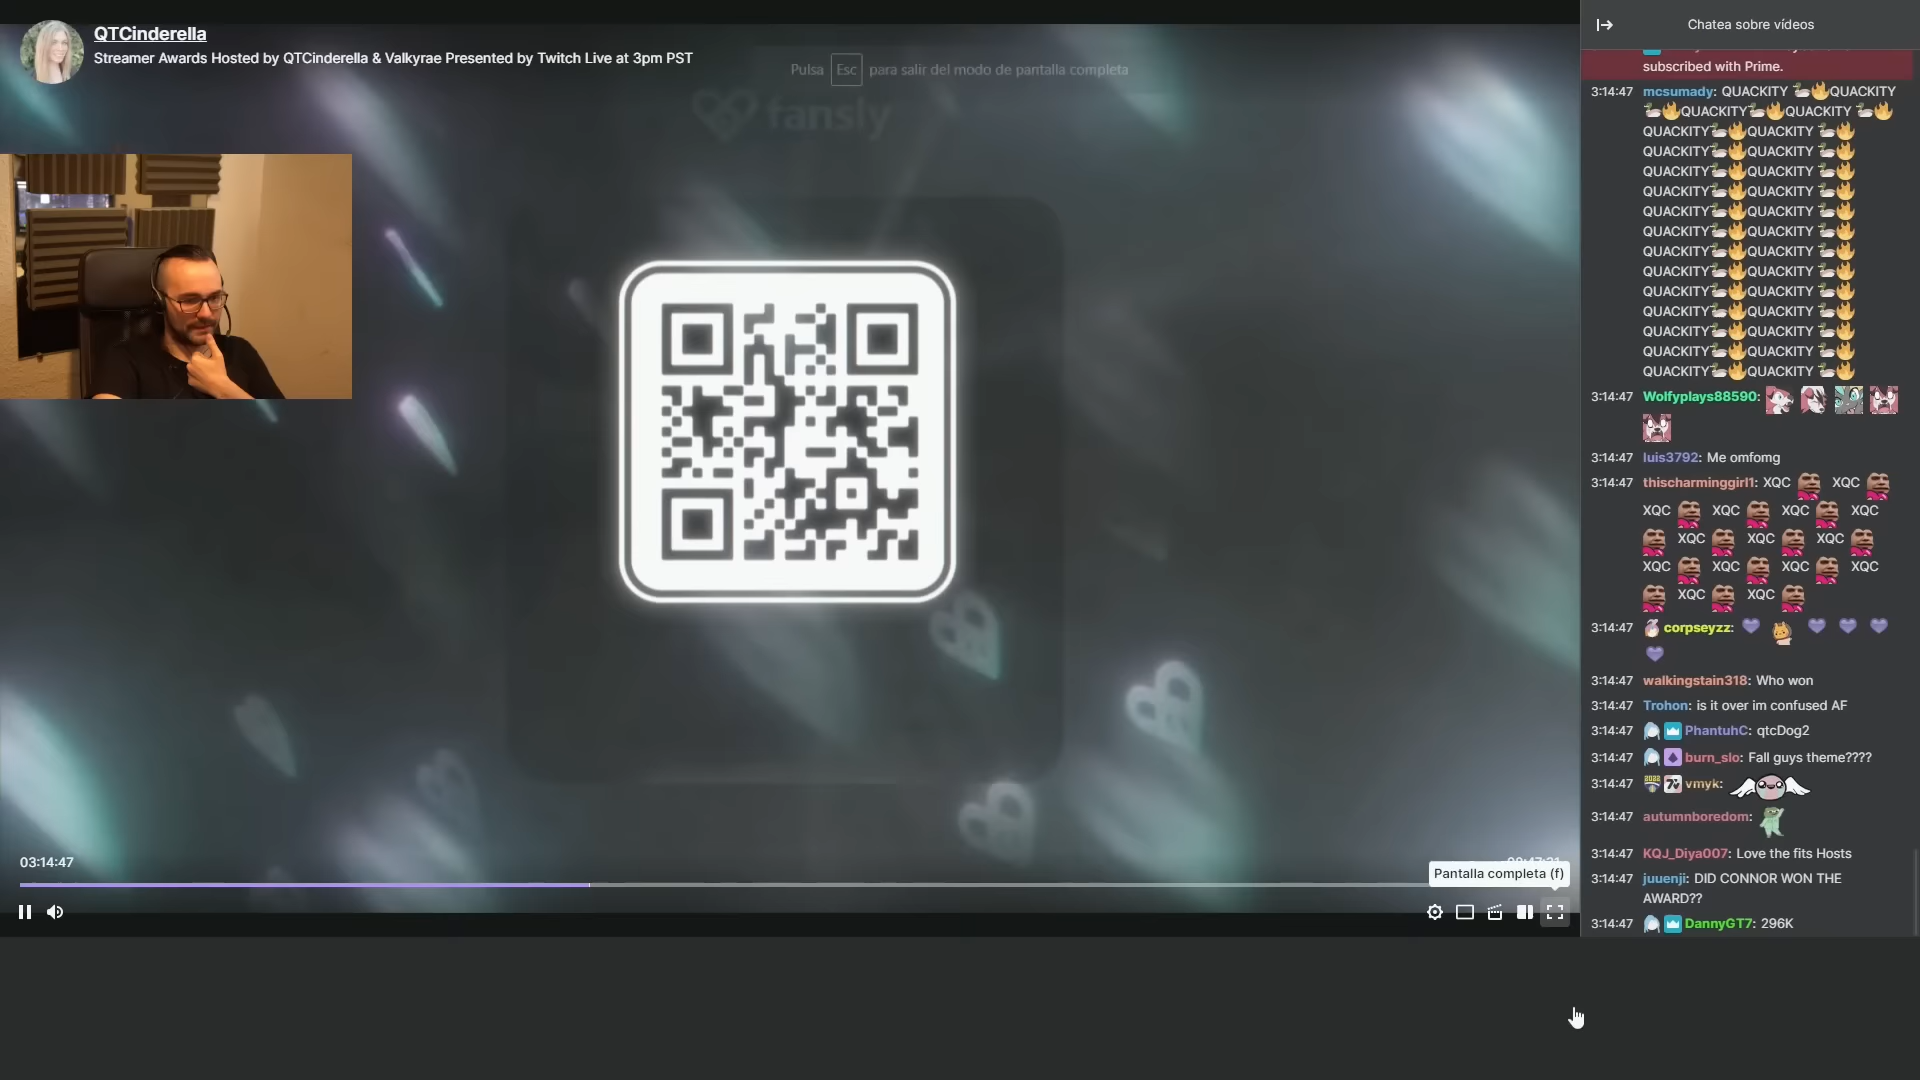 QTCinderella
Streamer Awards Hosted by QTCinderella & Valkyrae Presented by Twitch Live at 3pm PST
Pulsa Esc para salir del modo de pantalla completa
fansly
03:14:47
Pantalla completa (f)
Chatea sobre vídeos
subscribed with Prime.
3:14:47 mcsumady: QUACKITY QUACKITY
QUACKITY QUACKITY
QUACKITY QUACKITY
QUACKITY QUACKITY
QUACKITY QUACKITY
QUACKITY QUACKITY
QUACKITY QUACKITY
QUACKITY QUACKITY
QUACKITY QUACKITY
QUACKITY QUACKITY
QUACKITY QUACKITY
QUACKITY QUACKITY
QUACKITY QUACKITY
QUACKITY QUACKITY
QUACKITY QUACKITY
3:14:47 Wolfyplays88590:
3:14:47 luis3792: Me omfomg
3:14:47 thischarminggirl1: XQC XQC
XQC XQC XQC XQC
XQC XQC XQC
XQC XQC XQC XQC
XQC XQC
3:14:47 corpseyzz:
3:14:47 walkingstain318: Who won
3:14:47 Trohon: is it over im confused AF
3:14:47 PhantuhC: qtcDog2
3:14:47 burn_slo: Fall guys theme????
3:14:47 vmyk:
3:14:47 autumnboredom:
3:14:47 KQJ_Diya007: Love the fits Hosts
3:14:47 juuenji: DID CONNOR WON THE
AWARD??
3:14:47 DannyGT7: 296K